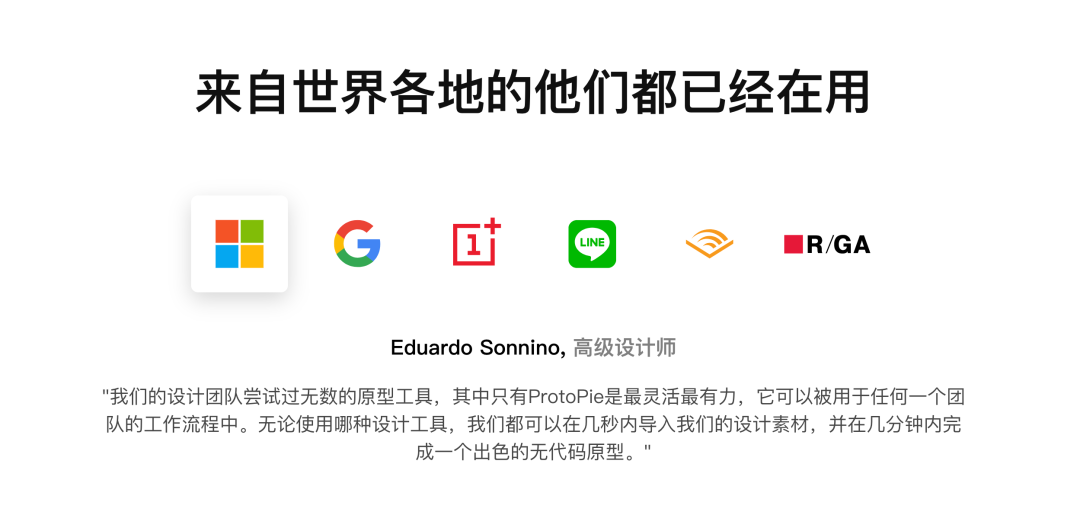 来自世界各地的他们都已经在用
1+
LINE
R/GA
Eduardo Sonnino, 高级设计师
"我们的设计团队尝试过无数的原型工具，其中只有ProtoPie是最灵活最有力，它可以被用于任何一个团
队的工作流程中。无论使用哪种设计工具，我们都可以在几秒内导入我们的设计素材，并在几分钟内完
成一个出色的无代码原型。"